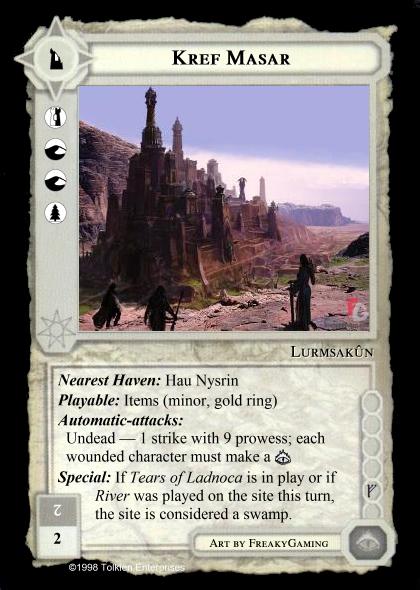 Kref Masar
Lurmsakûn
Nearest Haven: Hau Nysrin
Playable: Items (minor, gold ring)
Automatic-attacks:
Undead — 1 strike with 9 prowess; each
wounded character must make a
Special: If Tears of Ladnoca is in play or if
River was played on the site this turn,
the site is considered a swamp.
2
2
Art by FreakyGaming
©1998 Tolkien Enterprises